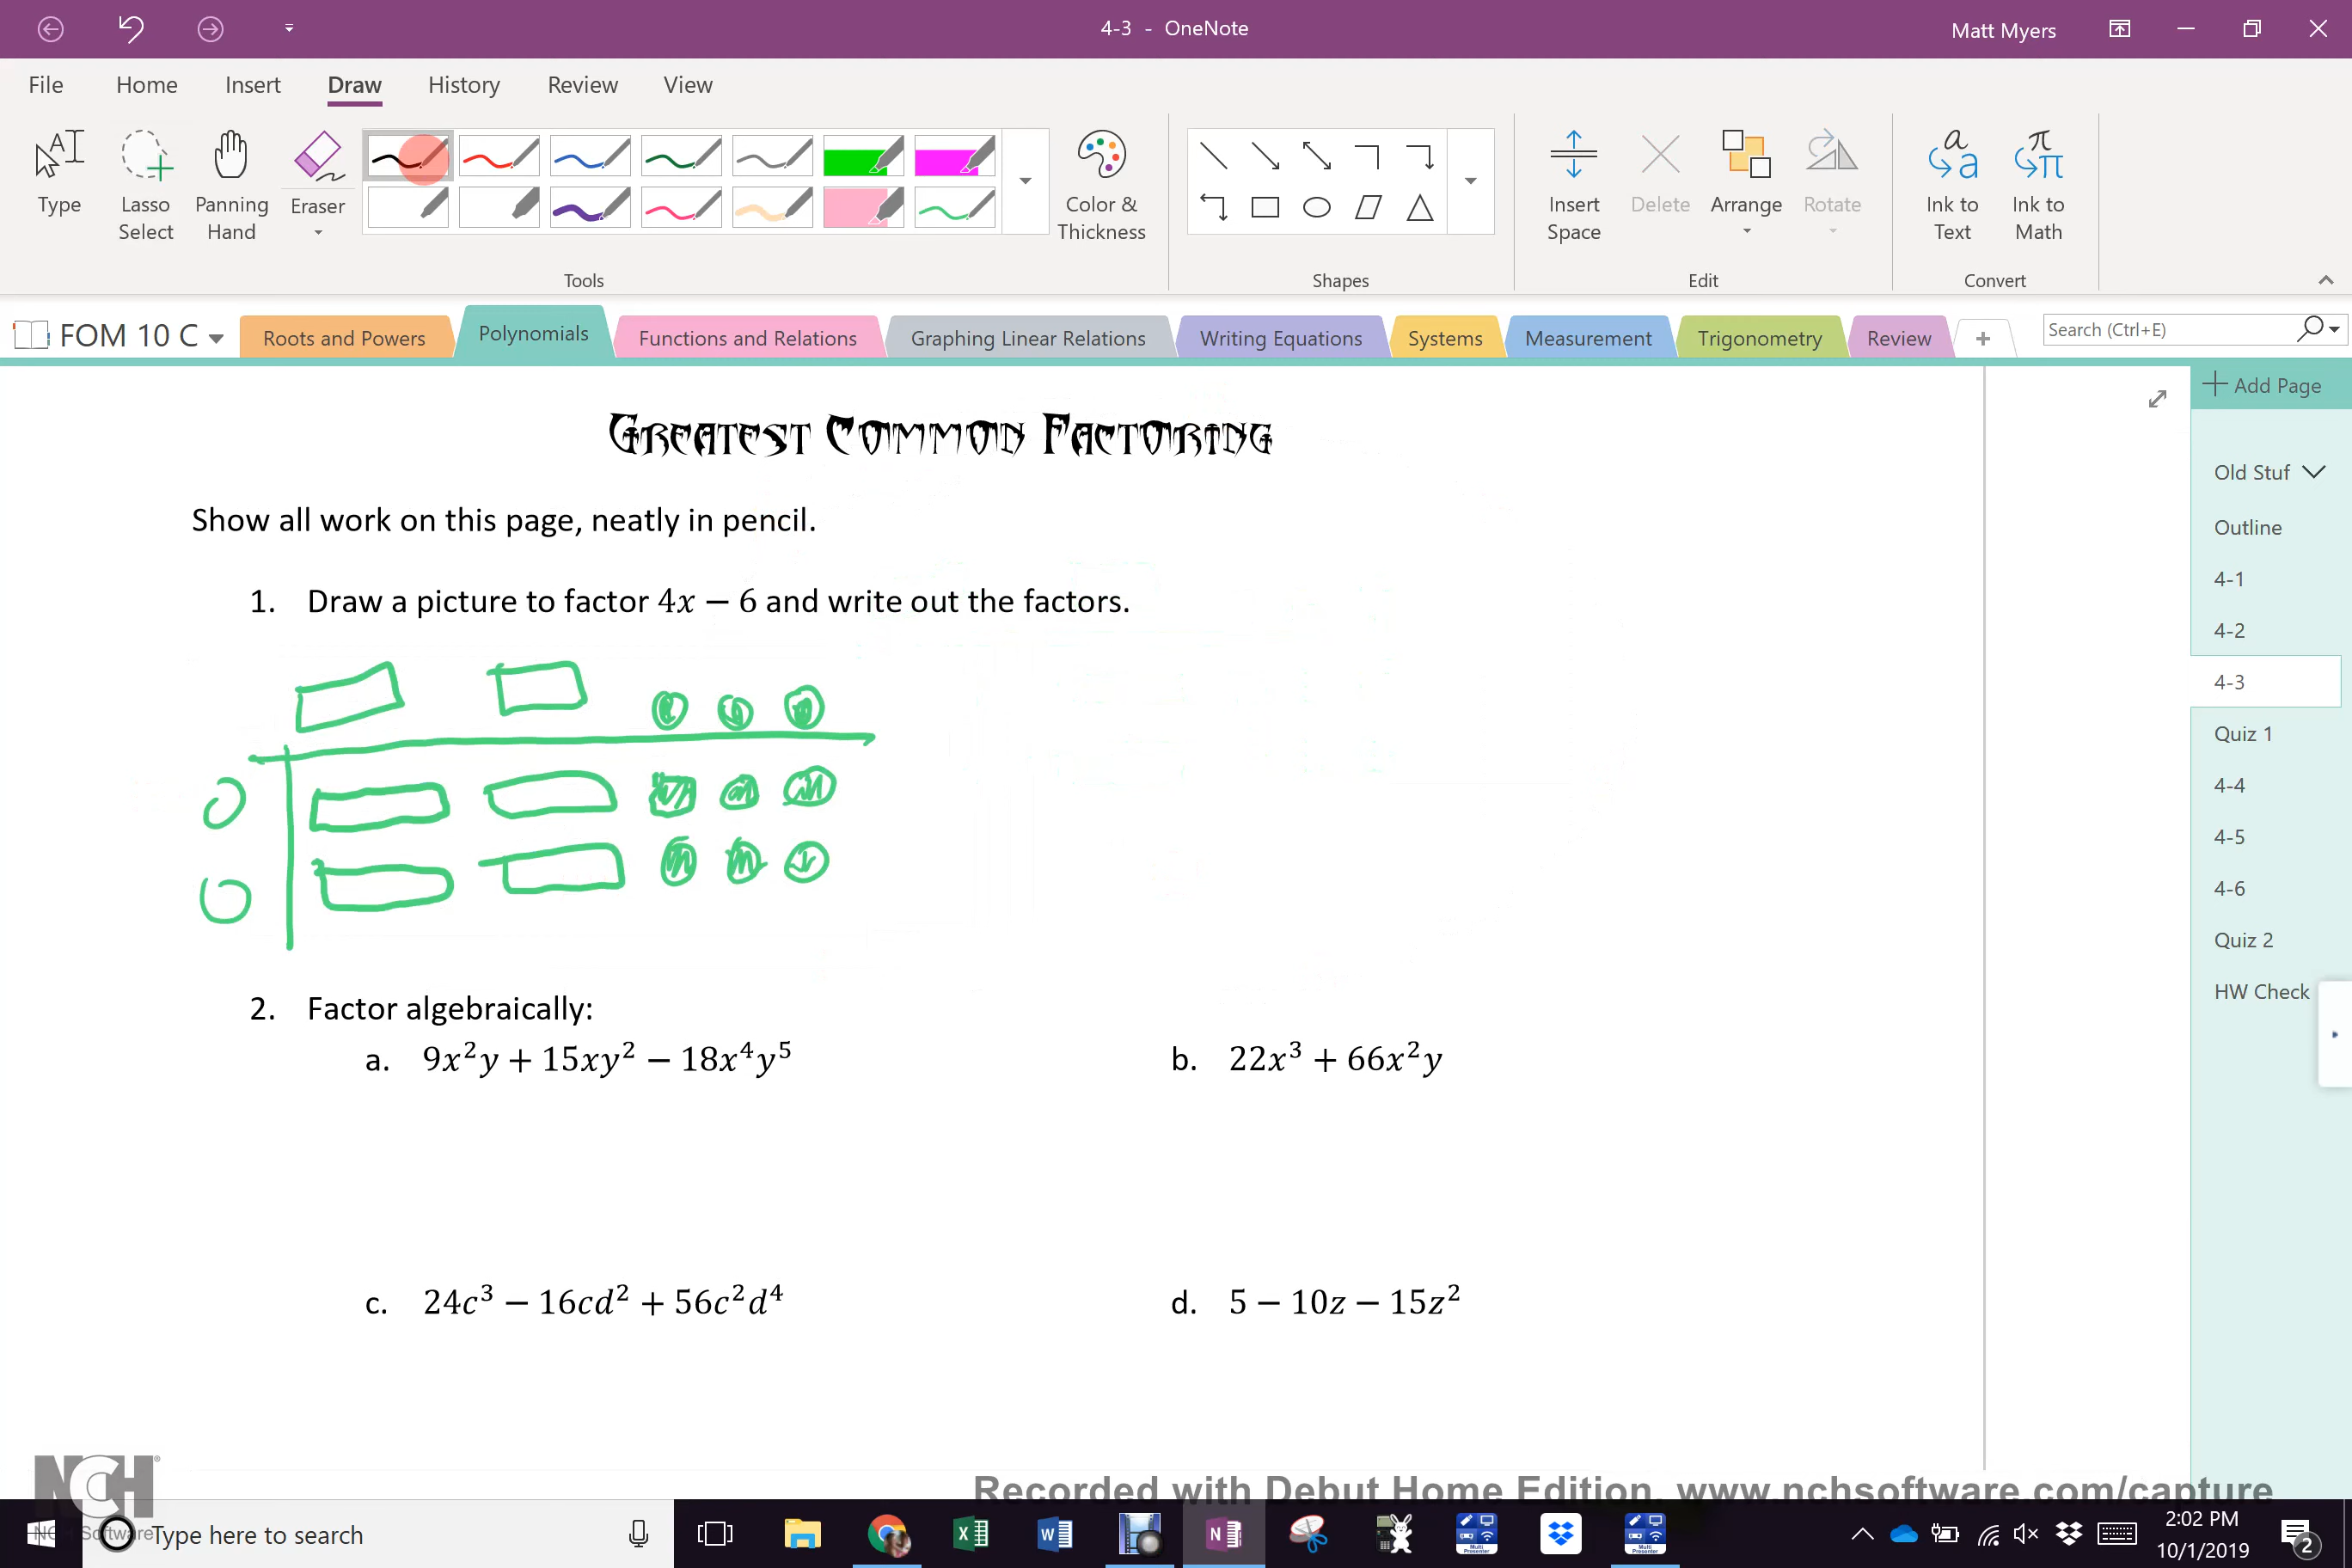 4-3 - OneNote
Matt Myers
File Home Insert Draw History Review View
Type
Lasso Select
Panning Hand
Eraser
Color & Thickness
Insert Space
Delete
Arrange
Rotate
Ink to Text
Ink to Math
Tools
Shapes
Edit
Convert
FOM 10 C
Roots and Powers
Polynomials
Functions and Relations
Graphing Linear Relations
Writing Equations
Systems
Measurement
Trigonometry
Review
Search (Ctrl+E)
Add Page
Greatest Common Factoring
Old Stuf
Outline
4-1
4-2
4-3
Quiz 1
4-4
4-5
4-6
Quiz 2
HW Check
Show all work on this page, neatly in pencil.
1. Draw a picture to factor 4x − 6 and write out the factors.
2. Factor algebraically:
a. 9x²y + 15xy² − 18x⁴y⁵
b. 22x³ + 66x²y
c. 24c³ − 16cd² + 56c²d⁴
d. 5 − 10z − 15z²
NCH®
Recorded with Debut Home Edition. www.nchsoftware.com/capture
NCH Software
Type here to search
2:02 PM
10/1/2019
2